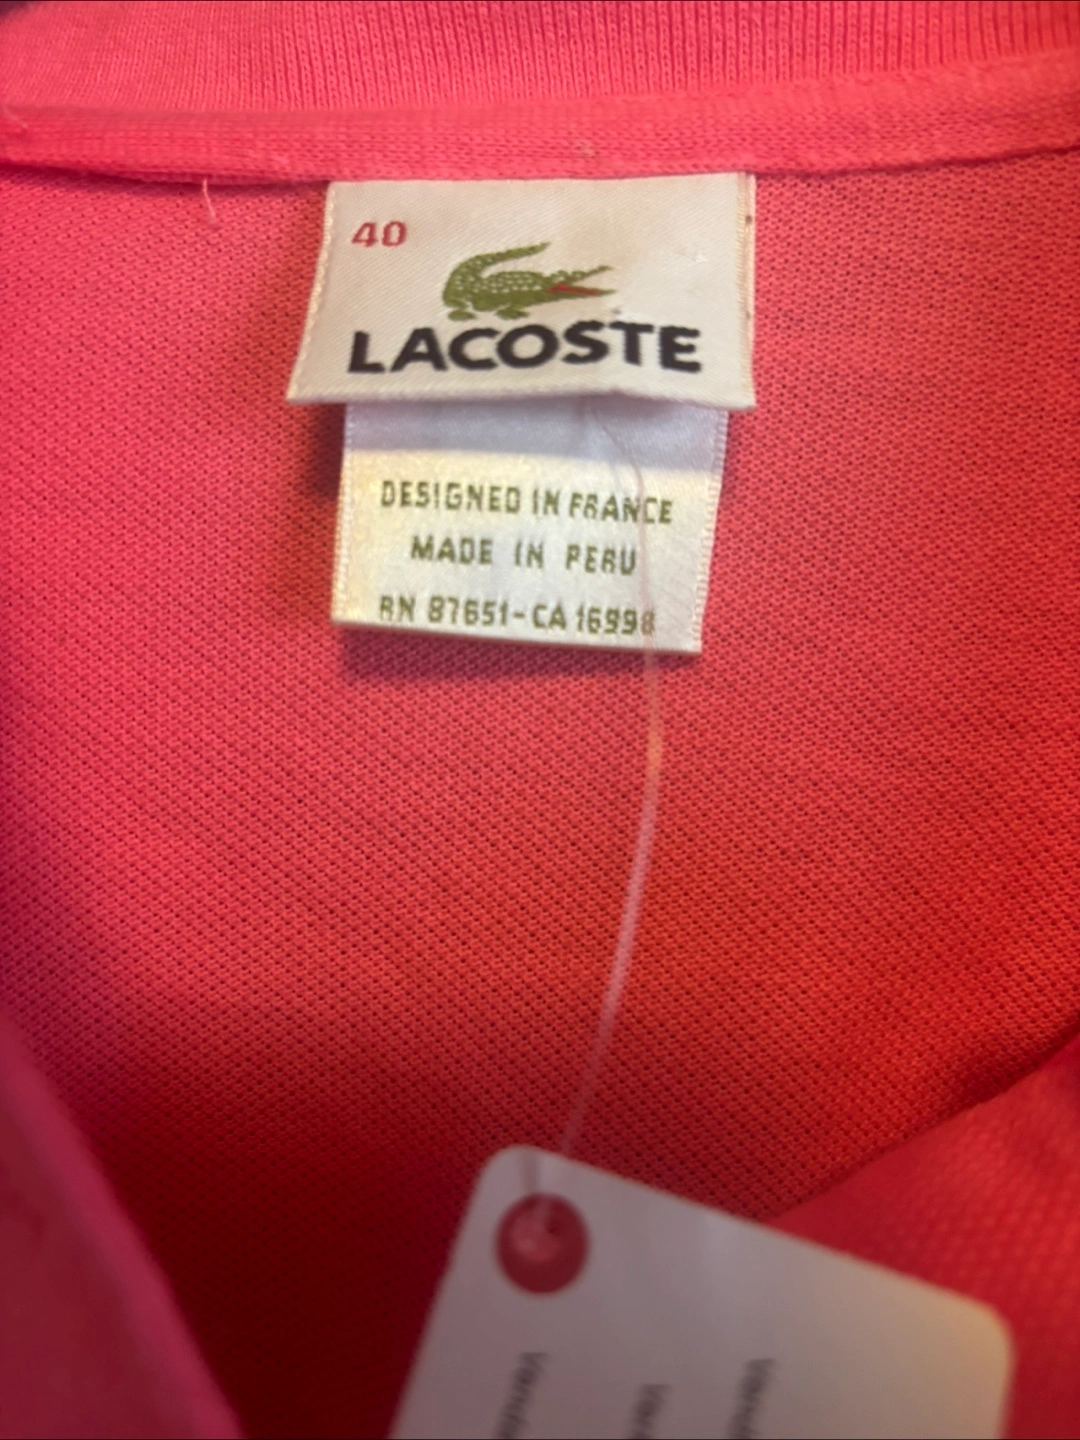 40
LACOSTE
DESIGNED IN FRANCE
MADE IN PERU
RN 87651-CA 16998